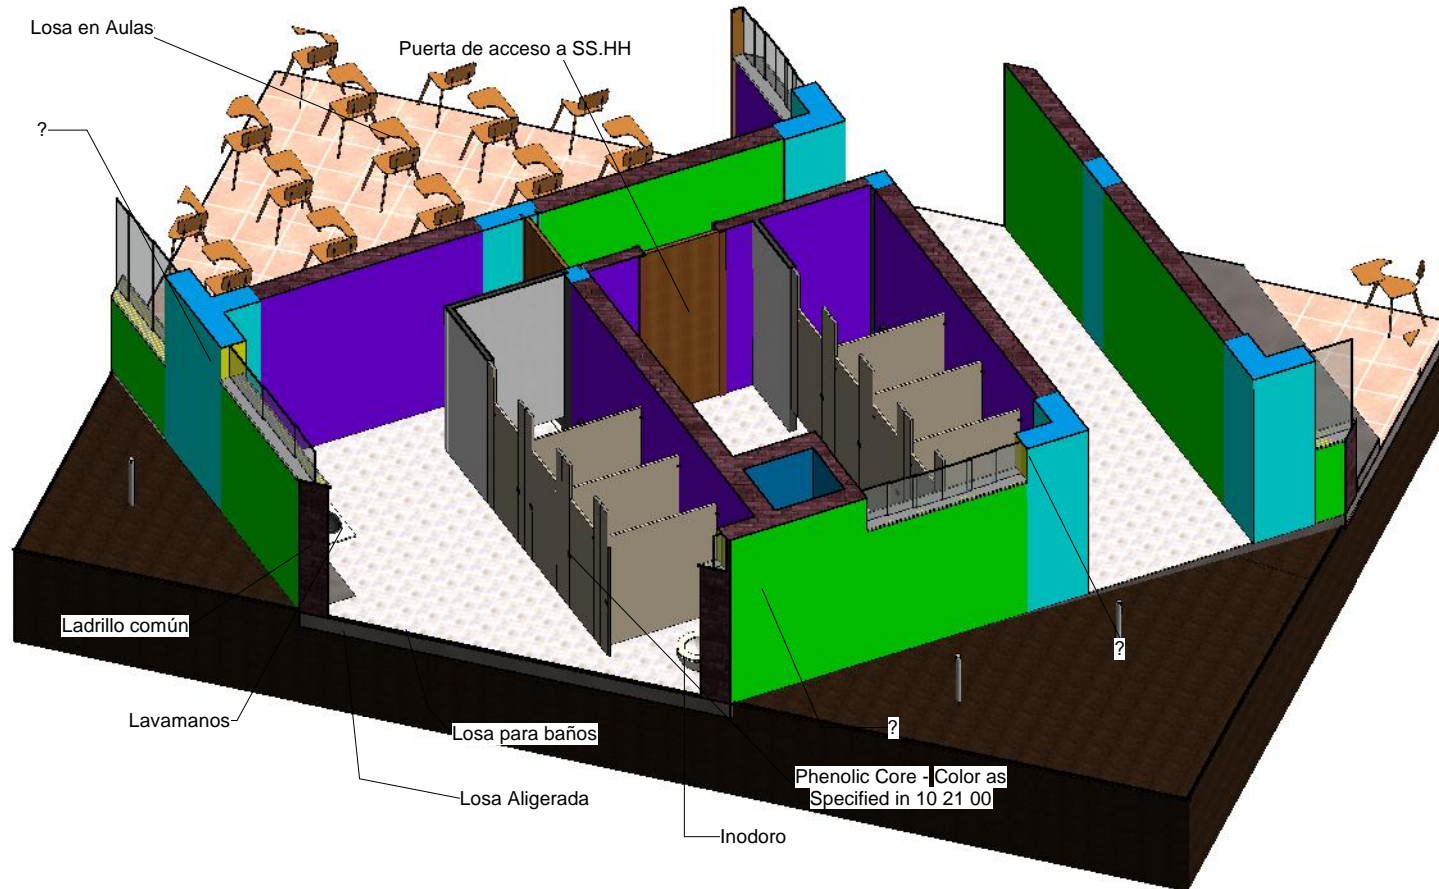 Losa en Aulas
Puerta de acceso a SS.HH
?
Ladrillo común
?
Lavamanos
Losa para baños
?
Phenolic Core - Color as
Specified in 10 21 00
Losa Aligerada
Inodoro